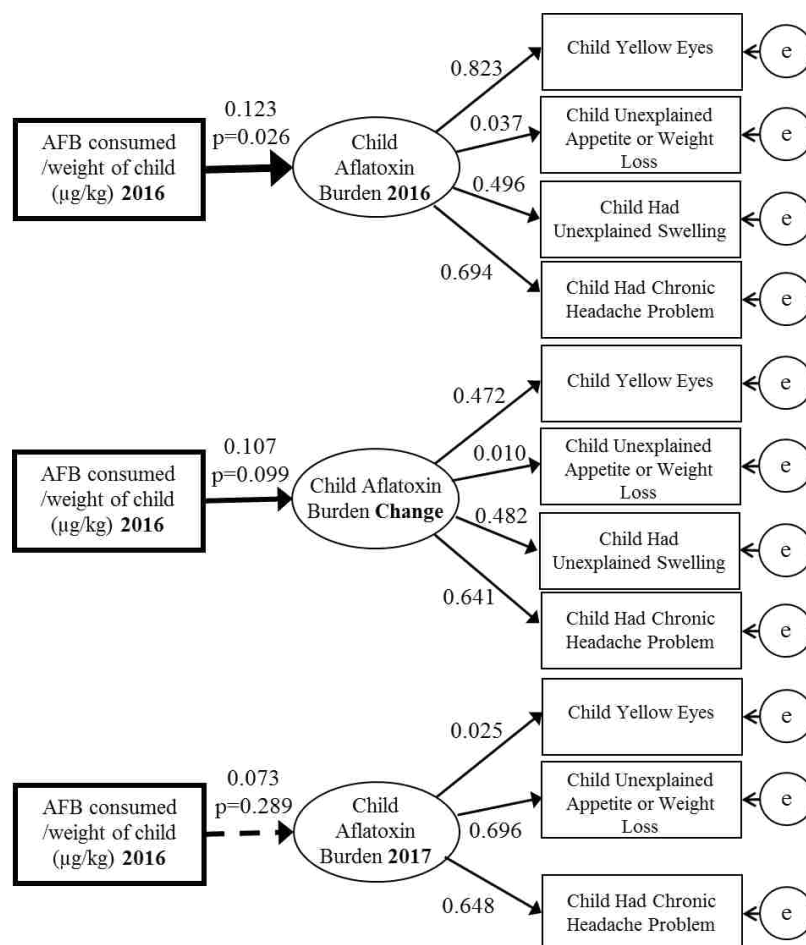 AFB consumed
/weight of child
(µg/kg) 2016
0.123
p=0.026
Child
Aflatoxin
Burden 2016
0.823
0.037
0.496
0.694
Child Yellow Eyes
e
Child Unexplained
Appetite or Weight
Loss
e
Child Had
Unexplained Swelling
e
Child Had Chronic
Headache Problem
e
AFB consumed
/weight of child
(µg/kg) 2016
0.107
p=0.099
Child Aflatoxin
Burden Change
0.472
0.010
0.482
0.641
Child Yellow Eyes
e
Child Unexplained
Appetite or Weight
Loss
e
Child Had
Unexplained Swelling
e
Child Had Chronic
Headache Problem
e
AFB consumed
/weight of child
(µg/kg) 2016
0.073
p=0.289
Child
Aflatoxin
Burden 2017
0.025
0.696
0.648
Child Yellow Eyes
e
Child Unexplained
Appetite or Weight
Loss
e
Child Had Chronic
Headache Problem
e